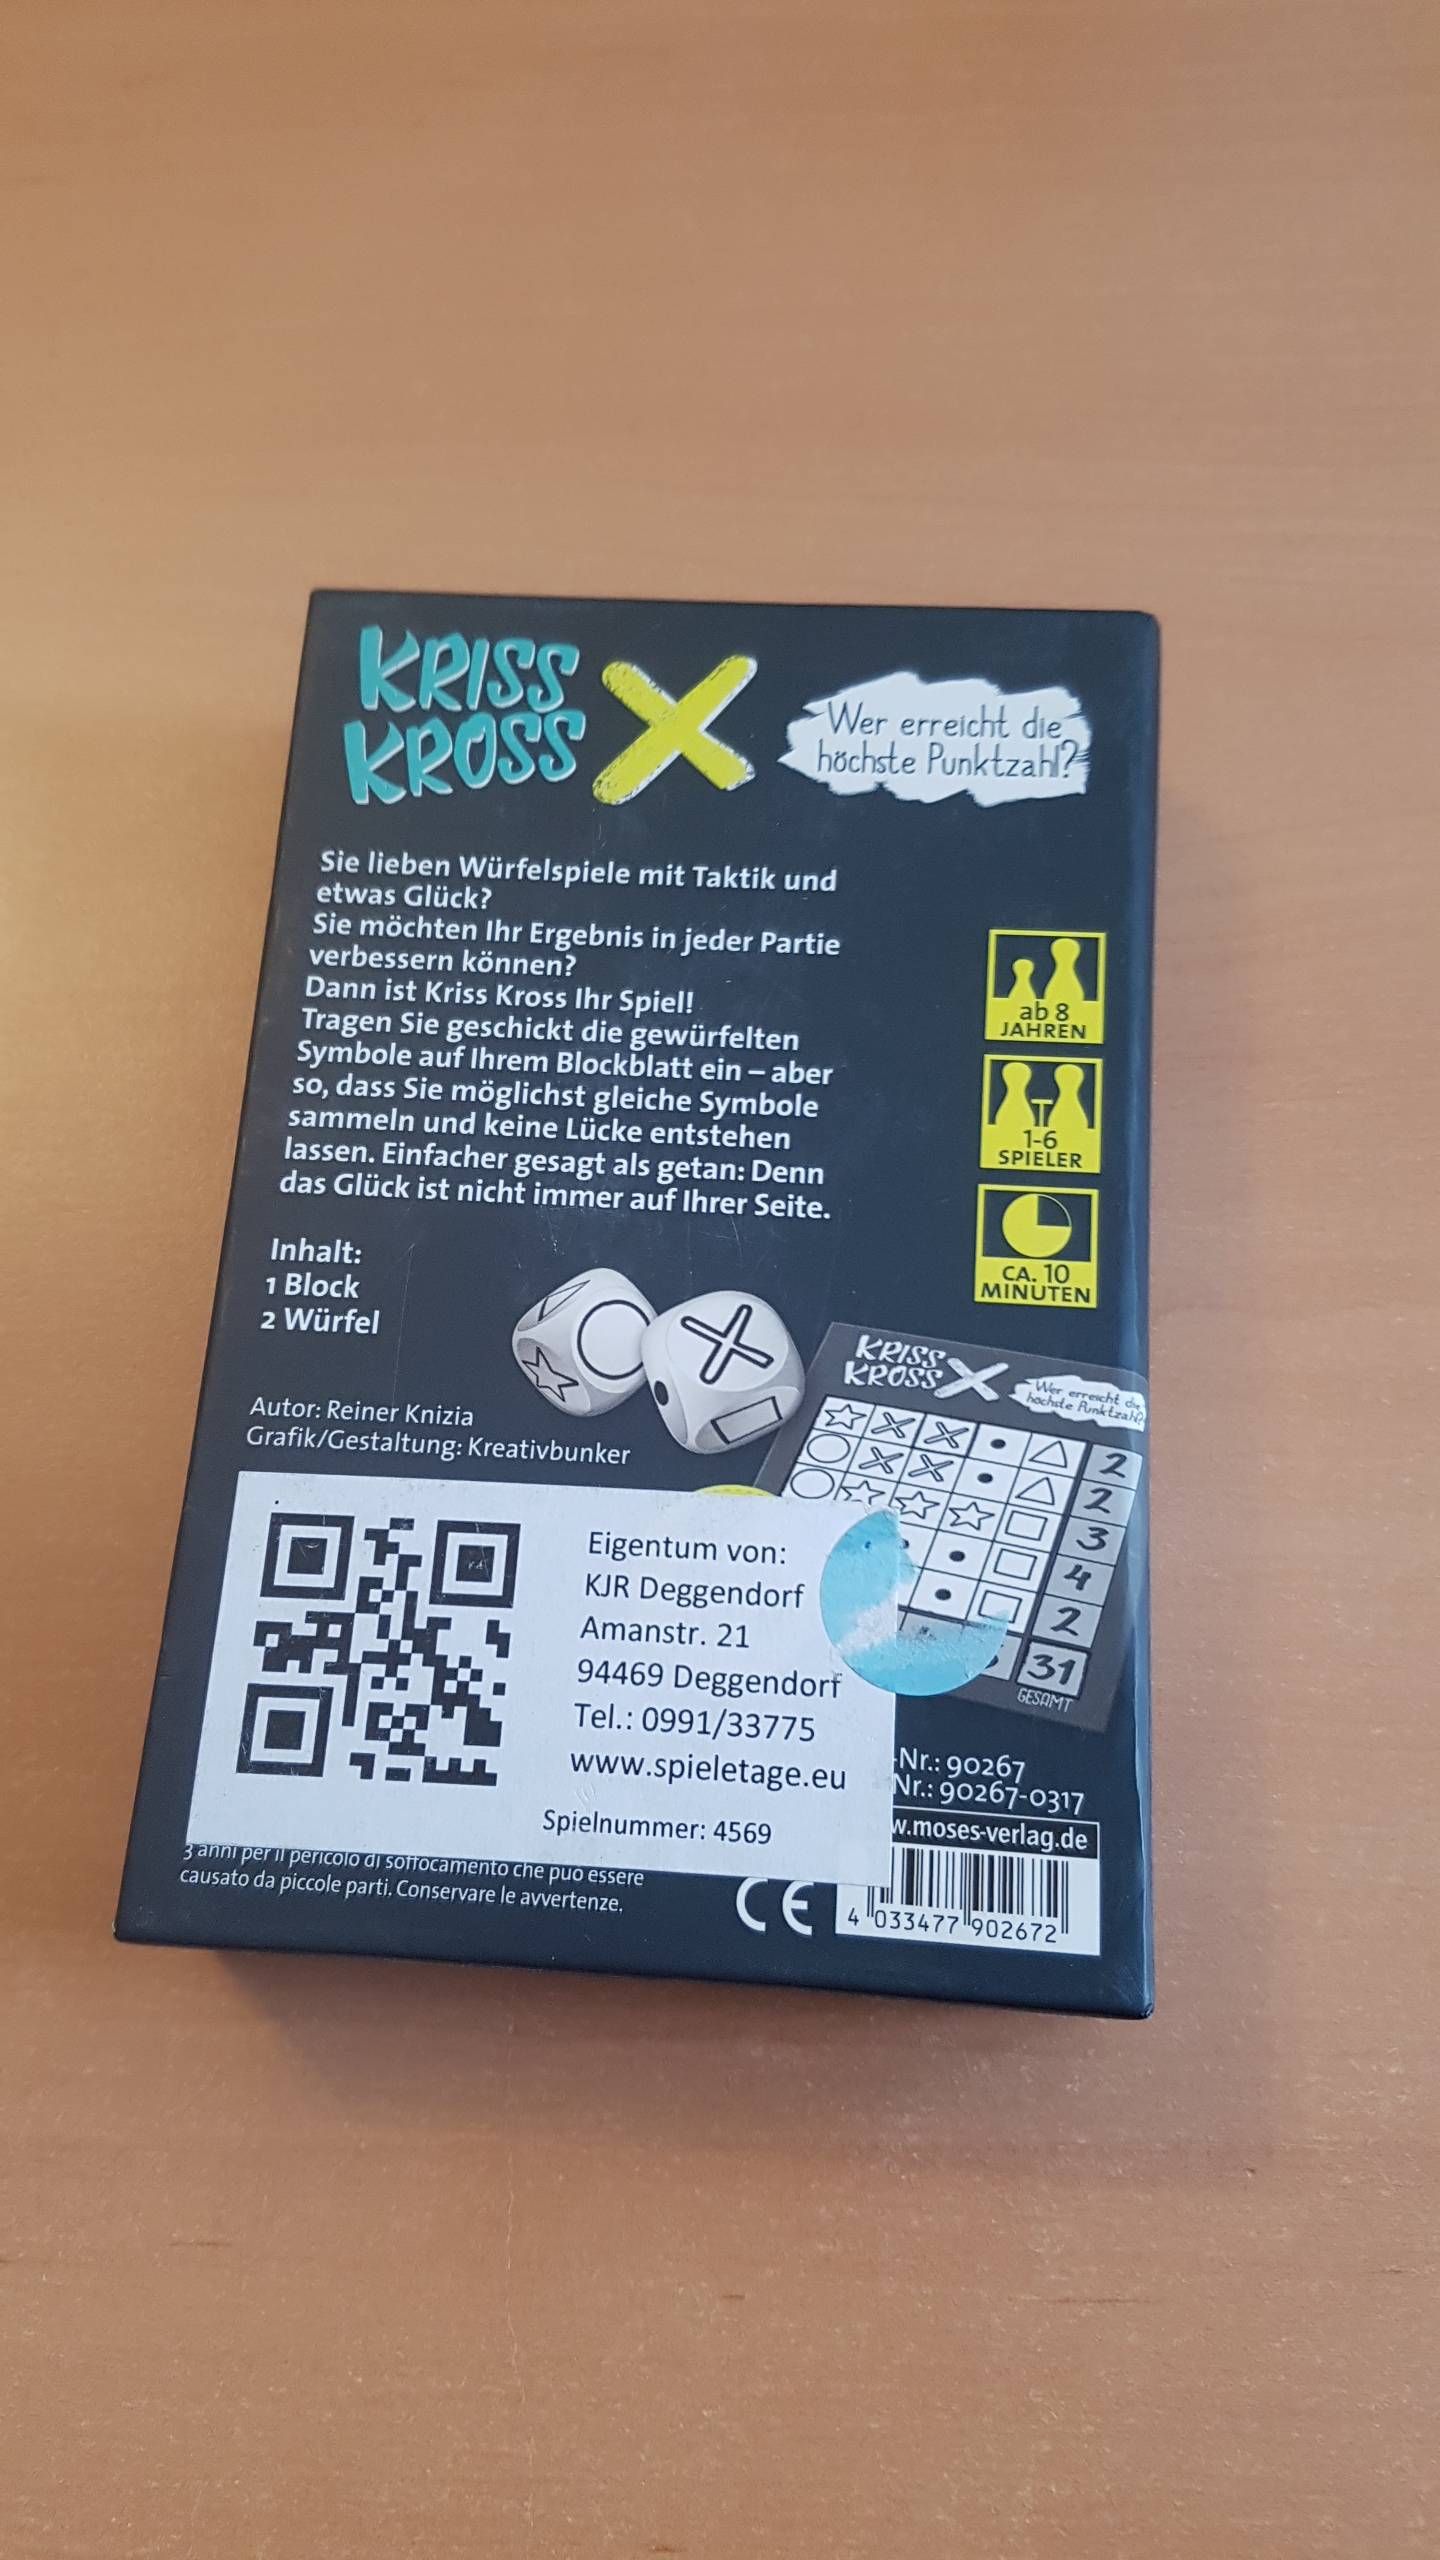 KRISS
KROSS
Wer erreicht die
höchste Punktzahl?
Sie lieben Würfelspiele mit Taktik und
etwas Glück?
Sie möchten Ihr Ergebnis in jeder Partie
verbessern können?
Dann ist Kriss Kross Ihr Spiel!
Tragen Sie geschickt die gewürfelten
Symbole auf Ihrem Blockblatt ein – aber
so, dass Sie möglichst gleiche Symbole
sammeln und keine Lücke entstehen
lassen. Einfacher gesagt als getan: Denn
das Glück ist nicht immer auf Ihrer Seite.
ab 8
JAHREN
1-6
SPIELER
CA. 10
MINUTEN
Inhalt:
1 Block
2 Würfel
Autor: Reiner Knizia
Grafik/Gestaltung: Kreativbunker
KRISS
KROSS
Wer erreicht die
höchste Punktzahl?
2
2
3
4
2
31
GESAMT
Eigentum von:
KJR Deggendorf
Amanstr. 21
94469 Deggendorf
Tel.: 0991/33775
www.spieletage.eu
Spielnummer: 4569
-Nr.: 90267
Nr.: 90267-0317
w.moses-verlag.de
3 anni per il pericolo di soffocamento che può essere
causato da piccole parti. Conservare le avvertenze.
CE
4 033477 902672